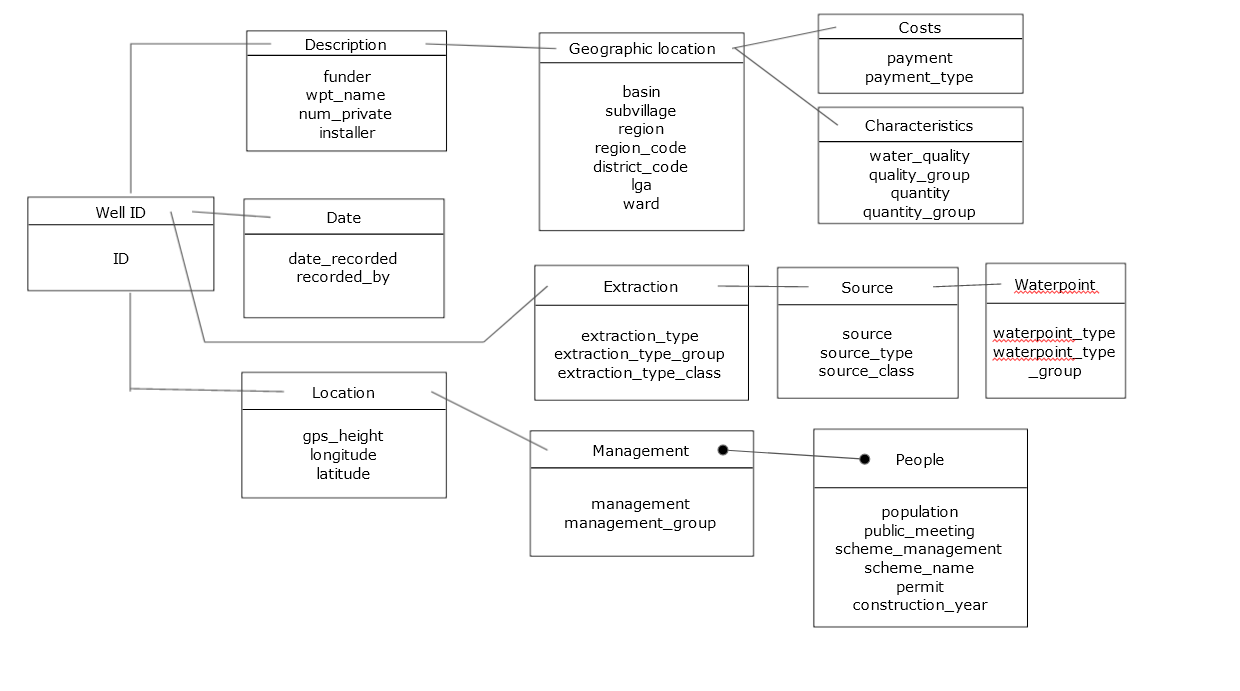 Description
funder
wpt_name
num_private
installer
Geographic location
basin
subvillage
region
region_code
district_code
lga
ward
Costs
payment
payment_type
Characteristics
water_quality
quality_group
quantity
quantity_group
Well ID
ID
Date
date_recorded
recorded_by
Extraction
extraction_type
extraction_type_group
extraction_type_class
Source
source
source_type
source_class
Waterpoint
waterpoint_type
waterpoint_type
_group
Location
gps_height
longitude
latitude
Management
management
management_group
People
population
public_meeting
scheme_management
scheme_name
permit
construction_year